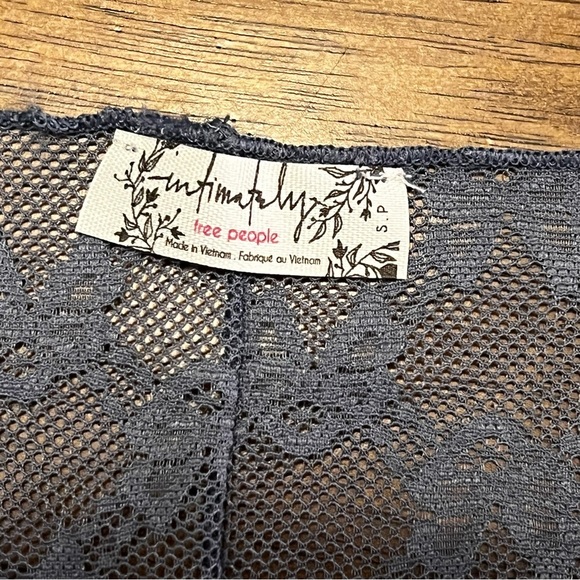 intimately
free people
Made in Vietnam . Fabriqué au Vietnam
S.P